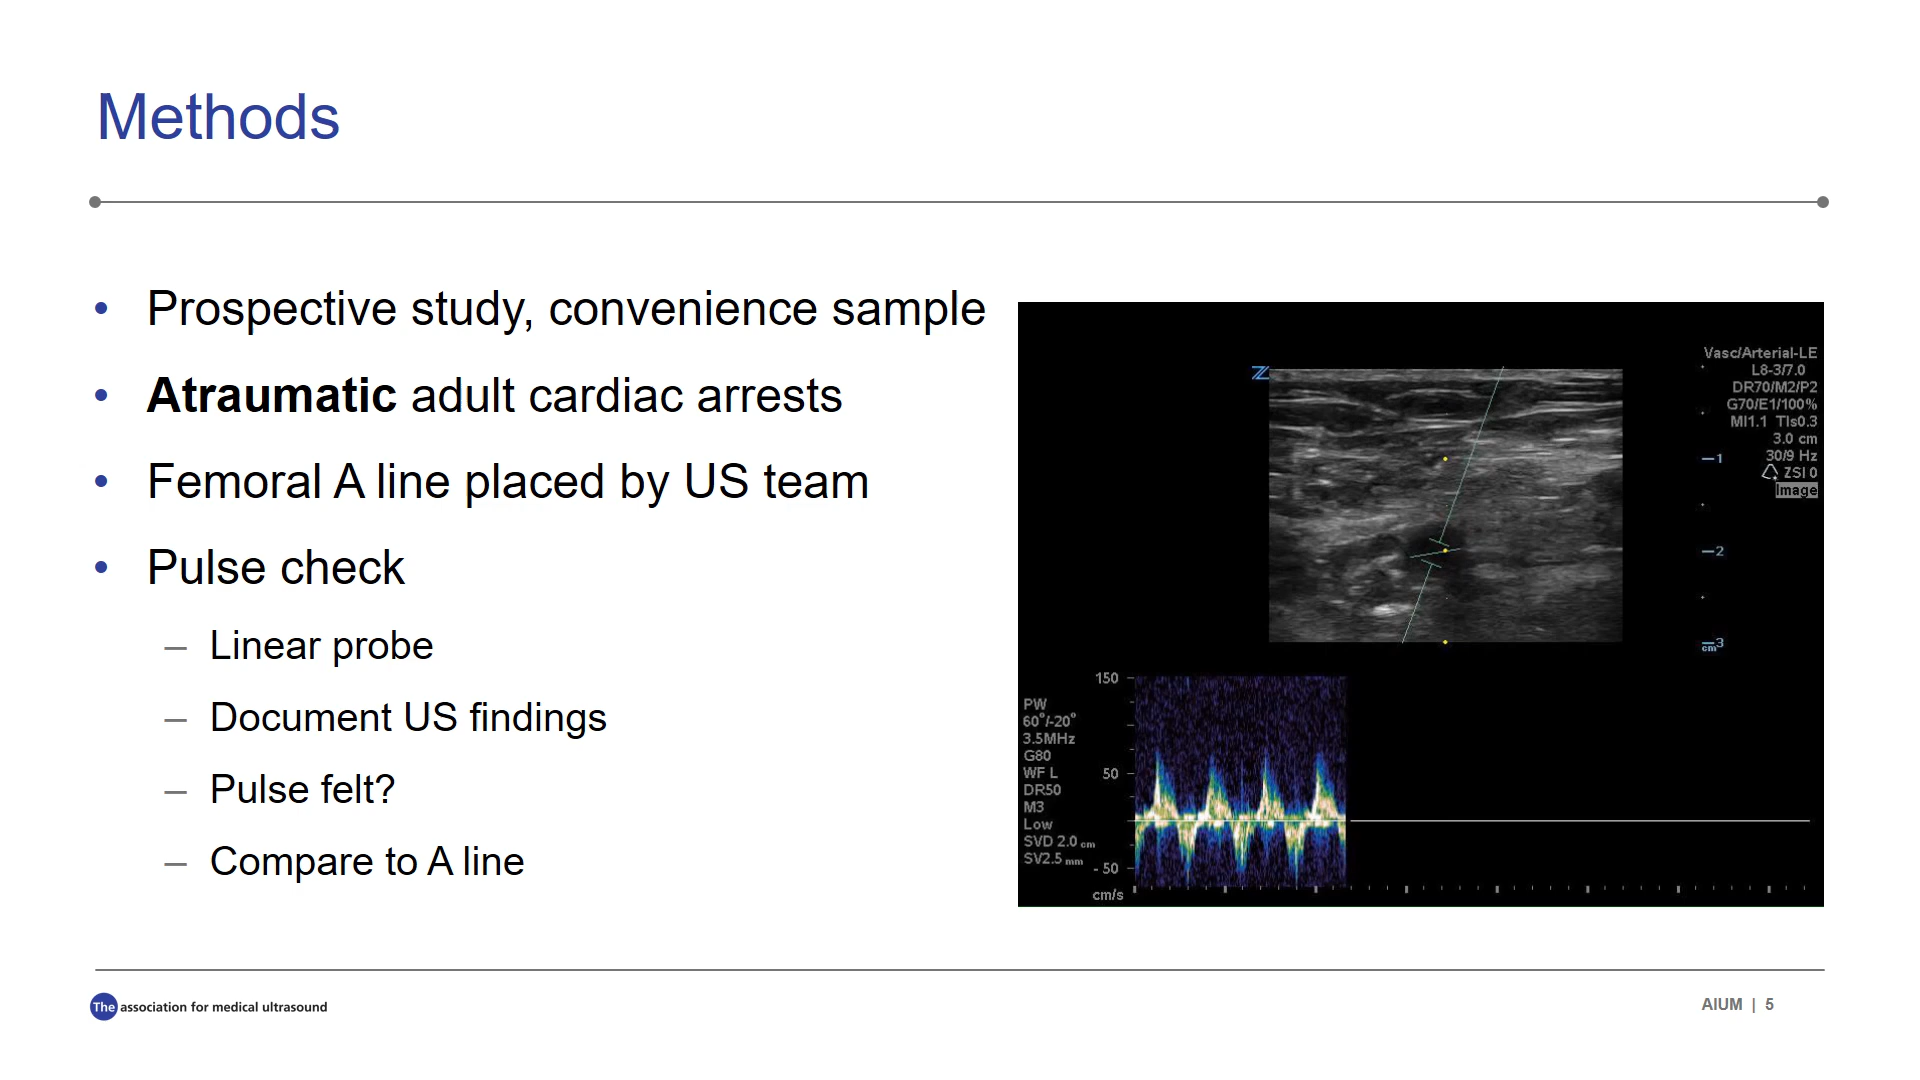 Methods
• Prospective study, convenience sample
• Atraumatic adult cardiac arrests
• Femoral A line placed by US team
• Pulse check
– Linear probe
– Document US findings
– Pulse felt?
– Compare to A line
Z
Vasc/Arterial-LE
L8-3/7.0
DR70/M2/P2
G70/E1/100%
MI1.1 TIs0.3
3.0 cm
30/9 Hz
ZSI 0
Image
1
2
3
cm
PW
60°/-20°
3.5MHz
G80
WF L
DR50
M3
Low
SVD 2.0 cm
SV2.5 mm
150
50
- 50
cm/s
The association for medical ultrasound
AIUM | 5